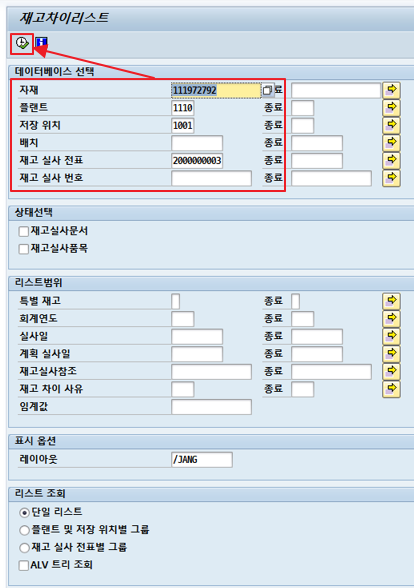 재고차이리스트
데이터베이스 선택
자재 111972792 종료
플랜트 1110 종료
저장 위치 1001 종료
배치 종료
재고 실사 전표 2000000003 종료
재고 실사 번호 종료
상태선택
재고실사문서
재고실사품목
리스트범위
특별 재고 종료
회계연도 종료
실사일 종료
계획 실사일 종료
재고실사참조 종료
재고 차이 사유 종료
임계값
표시 옵션
레이아웃 /JANG
리스트 조회
단일 리스트
플랜트 및 저장 위치별 그룹
재고 실사 전표별 그룹
ALV 트리 조회